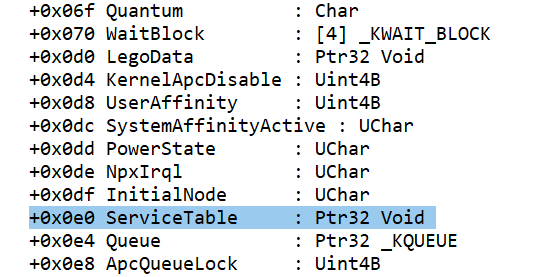 +0x06f Quantum : Char
+0x070 WaitBlock : [4] _KWAIT_BLOCK
+0x0d0 LegoData : Ptr32 Void
+0x0d4 KernelApcDisable : Uint4B
+0x0d8 UserAffinity : Uint4B
+0x0dc SystemAffinityActive : UChar
+0x0dd PowerState : UChar
+0x0de NpxIrql : UChar
+0x0df InitialNode : UChar
+0x0e0 ServiceTable : Ptr32 Void
+0x0e4 Queue : Ptr32 _KQUEUE
+0x0e8 ApcQueueLock : Uint4B